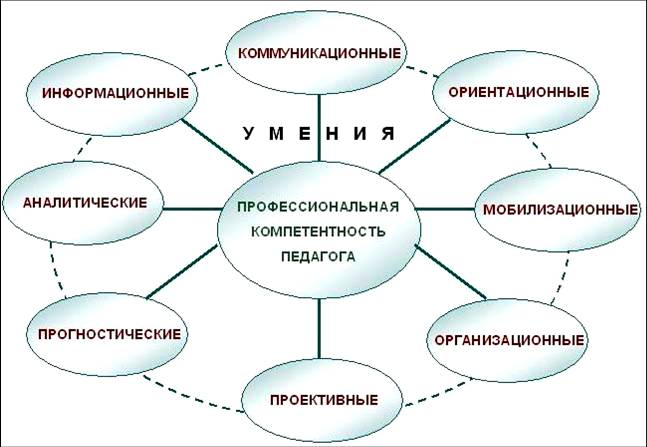 КОММУНИКАЦИОННЫЕ
ИНФОРМАЦИОННЫЕ
ОРИЕНТАЦИОННЫЕ
УМЕНИЯ
АНАЛИТИЧЕСКИЕ
ПРОФЕССИОНАЛЬНАЯ
КОМПЕТЕНТНОСТЬ
ПЕДАГОГА
МОБИЛИЗАЦИОННЫЕ
ПРОГНОСТИЧЕСКИЕ
ОРГАНИЗАЦИОННЫЕ
ПРОЕКТИВНЫЕ